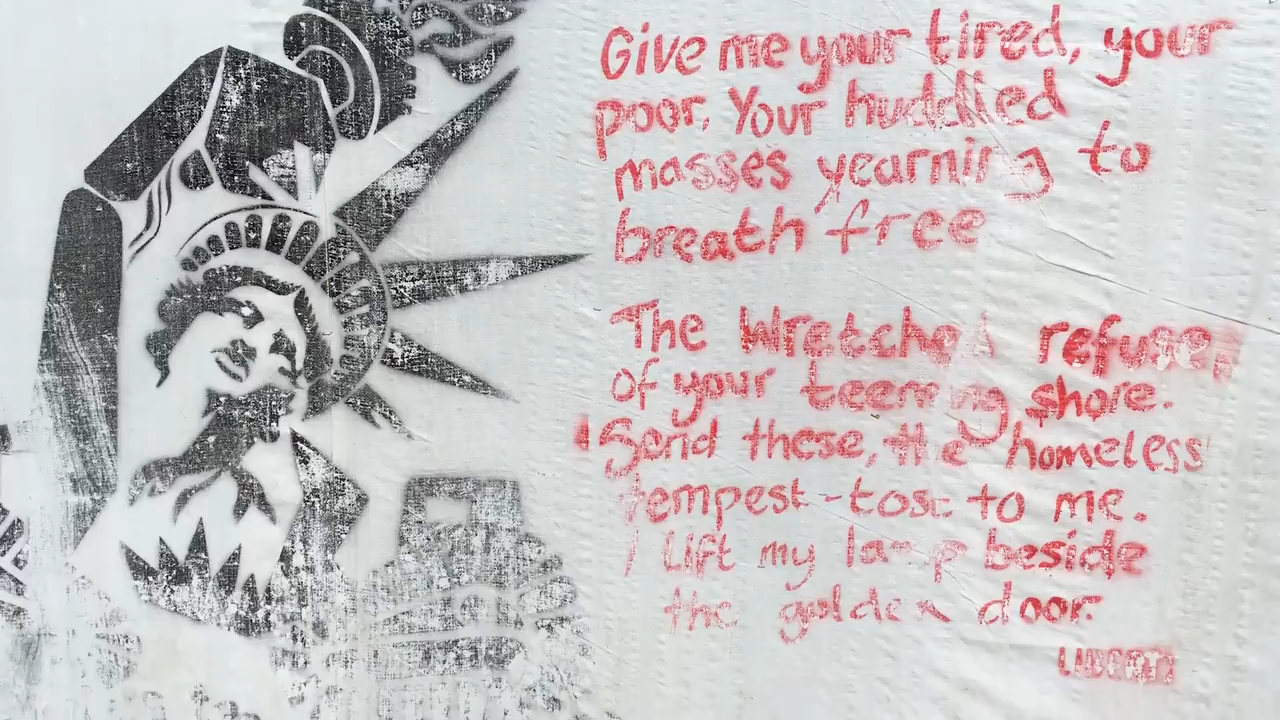 Give me your tired, your
poor, Your huddled
masses yearning to
breath free
The Wretched refuse,
of your teeming shore.
Send these, the homeless
tempest-tost to me.
I lift my lamp beside
the golden door.
LIBERTY